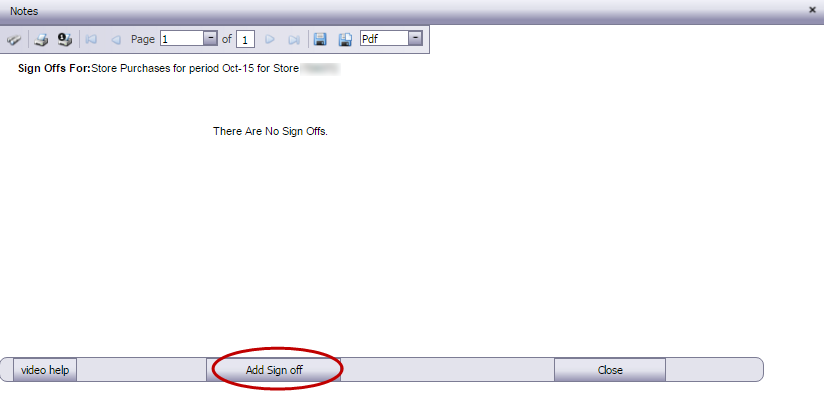 Notes
Page 1 of 1 Pdf
Sign Offs For:Store Purchases for period Oct-15 for Store
There Are No Sign Offs.
video help Add Sign off Close